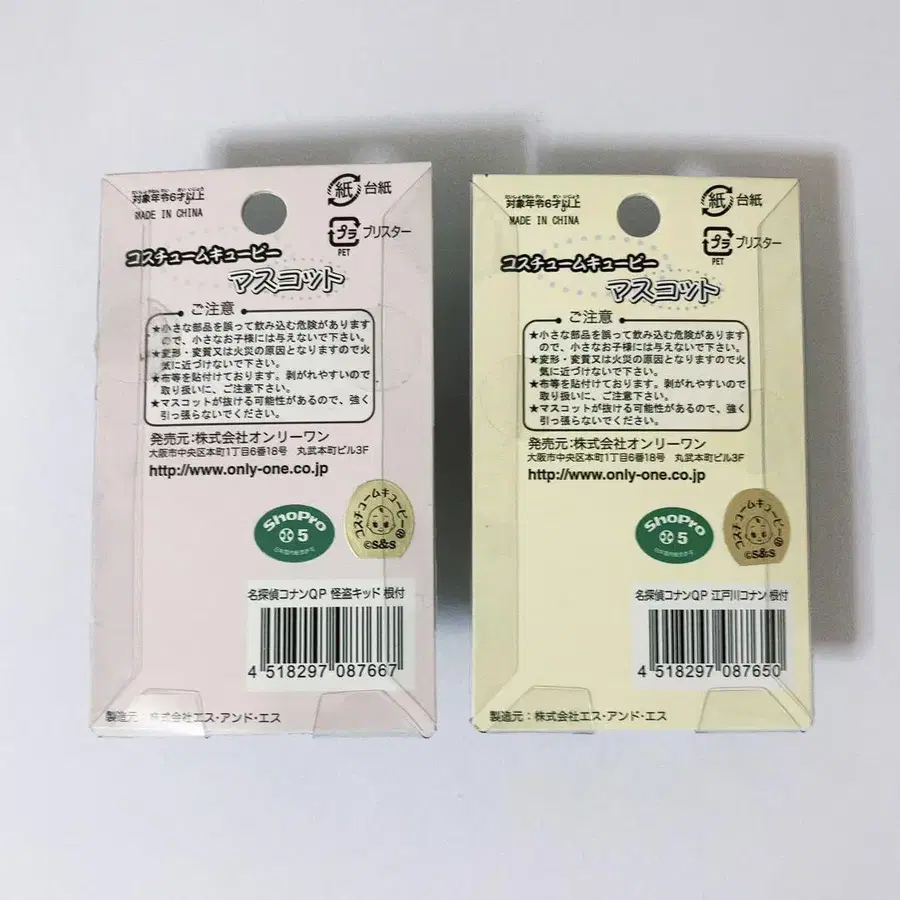 対象年令6才以上
MADE IN CHINA
紙 台紙
プラ ブリスター
PET
コスチュームキューピー
マスコット
ご注意
★小さな部品を誤って飲み込む危険があります
ので、小さなお子様には与えないで下さい。
★変形・変質又は火災の原因となりますので火
気に近づけないで下さい。
★布等を貼付けております。剥がれやすいので
取り扱いに、ご注意下さい。
★マスコットが抜ける可能性があるので、強く
引っ張らないでください。
発売元:株式会社オンリーワン
大阪市中央区本町1丁目6番18号 丸武本町ビル3F
http://www.only-one.co.jp
ShoPro
5
コスチュームキューピー
©S&S
名探偵コナンQP 怪盗キッド 根付
4 518297 087667
製造元:株式会社エス・アンド・エス
対象年令6才以上
MADE IN CHINA
紙 台紙
プラ ブリスター
PET
コスチュームキューピー
マスコット
ご注意
★小さな部品を誤って飲み込む危険があります
ので、小さなお子様には与えないで下さい。
★変形・変質又は火災の原因となりますので火
気に近づけないで下さい。
★布等を貼付けております。剥がれやすいので
取り扱いに、ご注意下さい。
★マスコットが抜ける可能性があるので、強く
引っ張らないでください。
発売元:株式会社オンリーワン
大阪市中央区本町1丁目6番18号 丸武本町ビル3F
http://www.only-one.co.jp
ShoPro
5
コスチュームキューピー
©S&S
名探偵コナンQP 江戸川コナン 根付
4 518297 087650
製造元:株式会社エス・アンド・エス